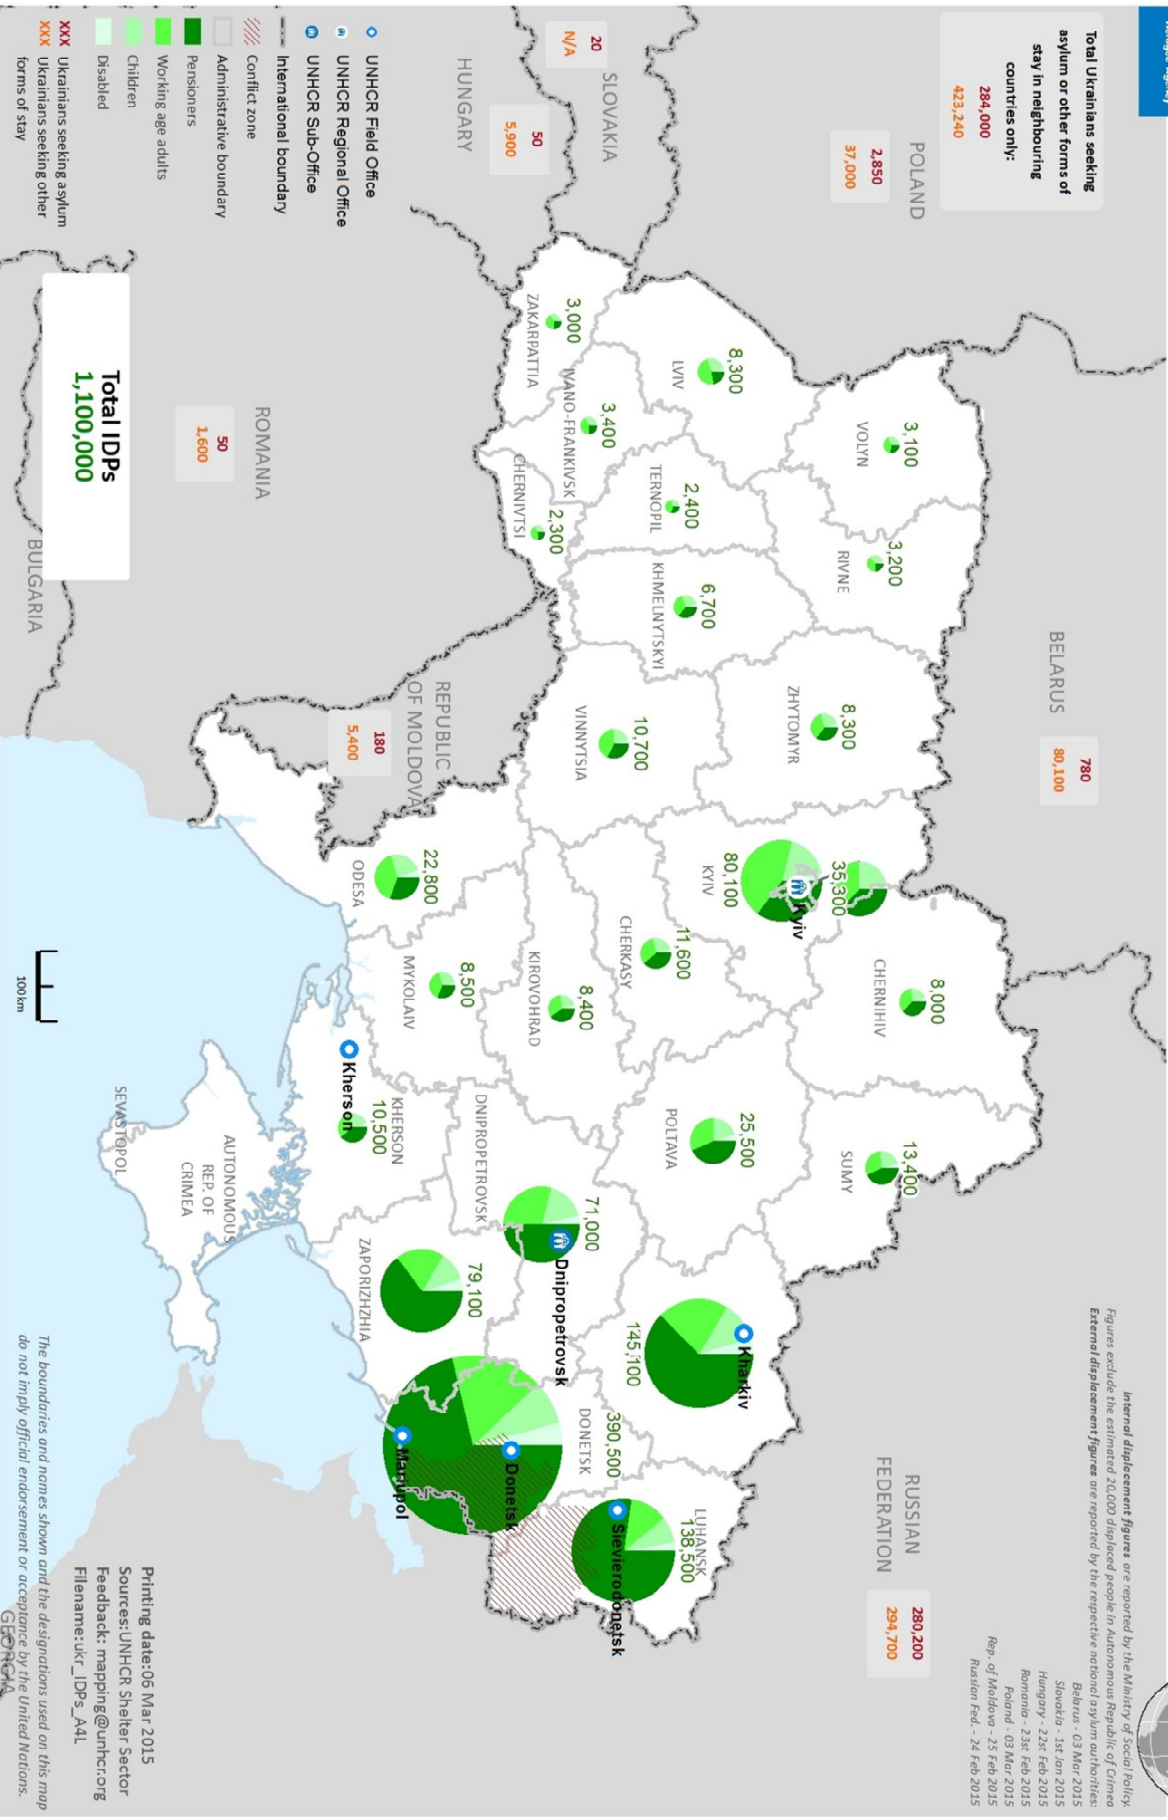 Total Ukrainians seeking
asylum or other forms of
stay in neighbouring
countries only:
284,000
423,240
POLAND
2,850
37,000
BELARUS
780
80,100
Internal displacement figures are reported by the Ministry of Social Policy.
Figures exclude the estimated 20,000 displaced people in Autonomous Republic of Crimea
External displacement figures are reported by the respective national asylum authorities:
Belarus - 03 Mar 2015
Slovakia - 1st Jan 2015
Hungary - 22st Feb 2015
Romania - 23st Feb 2015
Poland - 03 Mar 2015
Rep. of Moldova - 25 Feb 2015
Russian Fed. - 24 Feb 2015
RUSSIAN
FEDERATION
280,200
294,700
SLOVAKIA
20
N/A
HUNGARY
50
5,900
ROMANIA
50
1,600
REPUBLIC
OF MOLDOVA
180
5,400
BULGARIA
GEORGIA
3,100
VOLYN
3,200
RIVNE
8,300
ZHYTOMYR
35,300
Kyiv
80,100
KYIV
8,000
CHERNIHIV
13,400
SUMY
8,300
LVIV
2,400
TERNOPIL
6,700
KHMELNYTSKYI
10,700
VINNYTSIA
11,600
CHERKASY
25,500
POLTAVA
Kharkiv
145,100
3,000
ZAKARPATTIA
3,400
IVANO-FRANKIVSK
2,300
CHERNIVTSI
8,400
KIROVOHRAD
71,000
Dnipropetrovsk
DNIPROPETROVSK
390,500
DONETSK
Donetsk
Mariupol
LUHANSK
138,500
Sievierodonetsk
22,800
ODESA
8,500
MYKOLAIV
KHERSON
10,500
Kherson
79,100
ZAPORIZHZHIA
AUTONOMOUS
REP. OF
CRIMEA
SEVASTOPOL
UNHCR Field Office
UNHCR Regional Office
UNHCR Sub-Office
International boundary
Conflict zone
Administrative boundary
Pensioners
Working age adults
Children
Disabled
XXX Ukrainians seeking asylum
XXX Ukrainians seeking other
forms of stay
Total IDPs
1,100,000
100 km
Printing date:06 Mar 2015
Sources:UNHCR Shelter Sector
Feedback: mapping@unhcr.org
Filename:ukr_IDPs_A4L
The boundaries and names shown and the designations used on this map
do not imply official endorsement or acceptance by the United Nations.